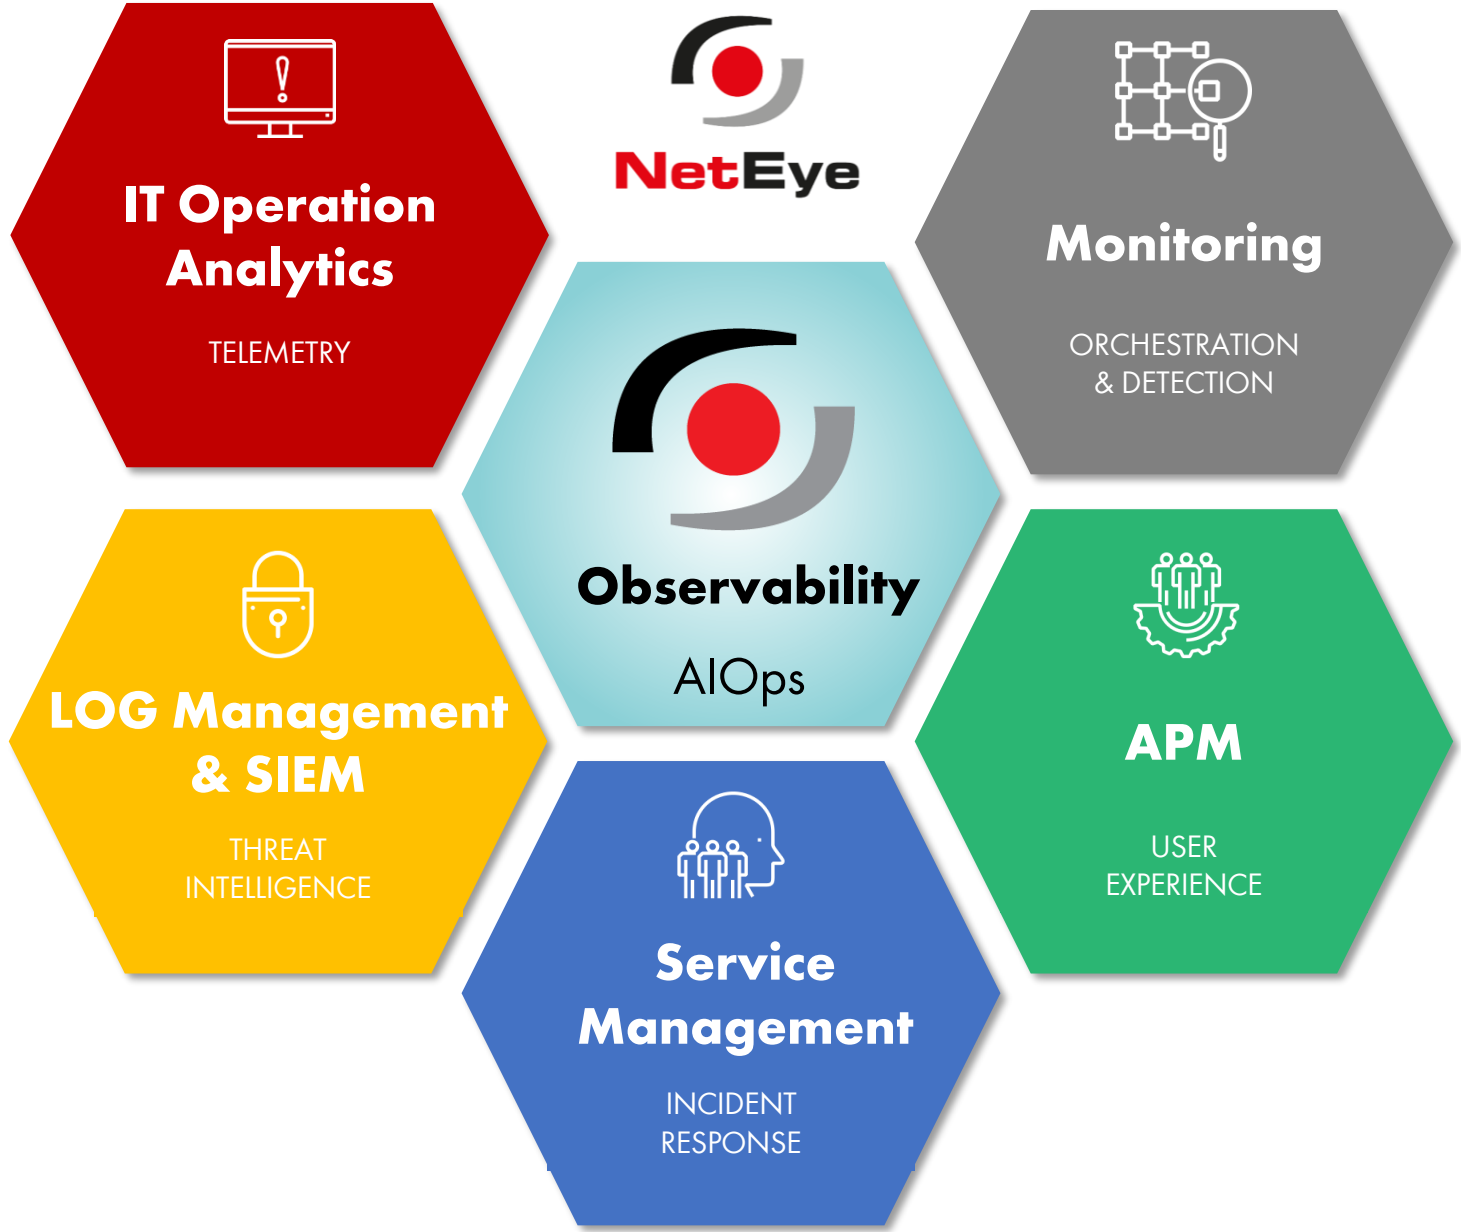 NetEye
IT Operation
Analytics
TELEMETRY
Monitoring
ORCHESTRATION
& DETECTION
Observability
AIOps
LOG Management
& SIEM
THREAT
INTELLIGENCE
APM
USER
EXPERIENCE
Service
Management
INCIDENT
RESPONSE